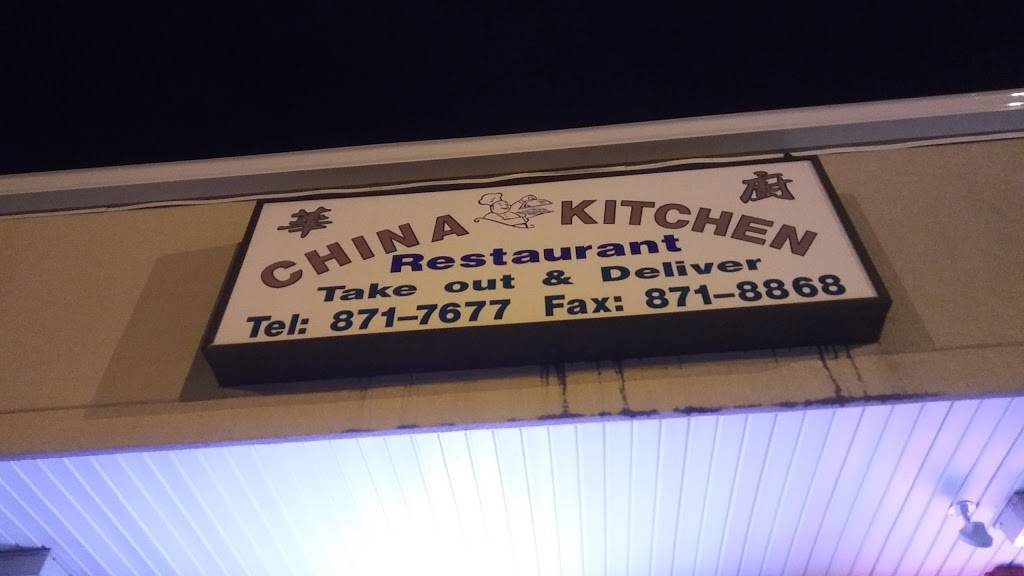 華 廚
CHINA KITCHEN
Restaurant
Take out & Deliver
Tel: 871-7677 Fax: 871-8868